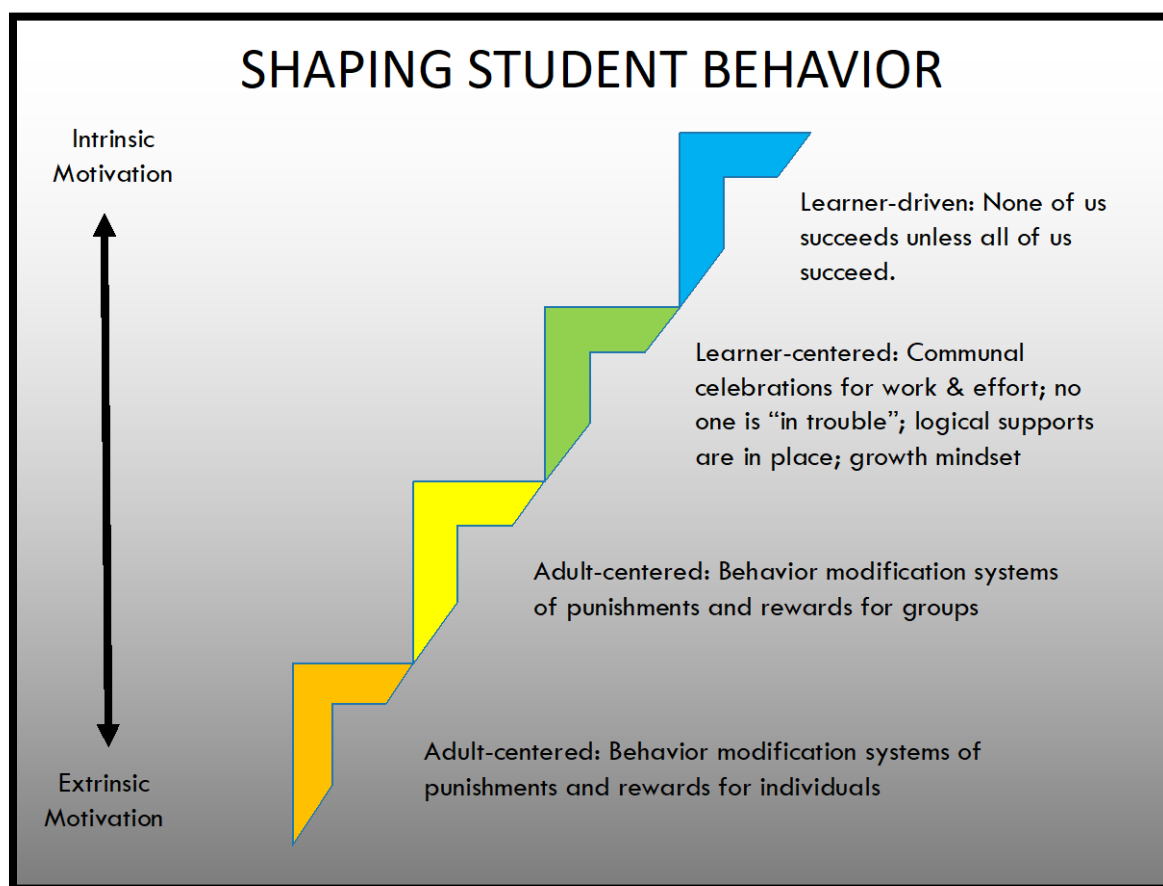 SHAPING STUDENT BEHAVIOR
Intrinsic
Motivation
Learner-driven: None of us
succeeds unless all of us
succeed.
Learner-centered: Communal
celebrations for work & effort; no
one is “in trouble”; logical supports
are in place; growth mindset
Adult-centered: Behavior modification systems
of punishments and rewards for groups
Adult-centered: Behavior modification systems of
punishments and rewards for individuals
Extrinsic
Motivation